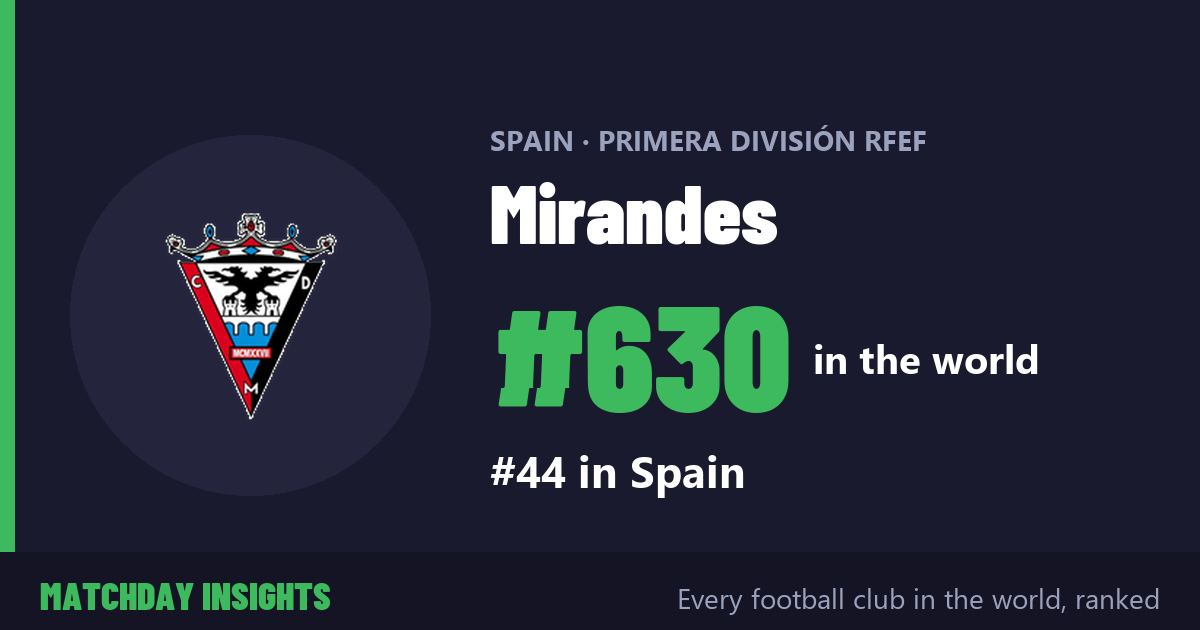 SPAIN · PRIMERA DIVISIÓN RFEF
Mirandes
#630 in the world
#44 in Spain
C D
MCMXXVII
M
MATCHDAY INSIGHTS
Every football club in the world, ranked